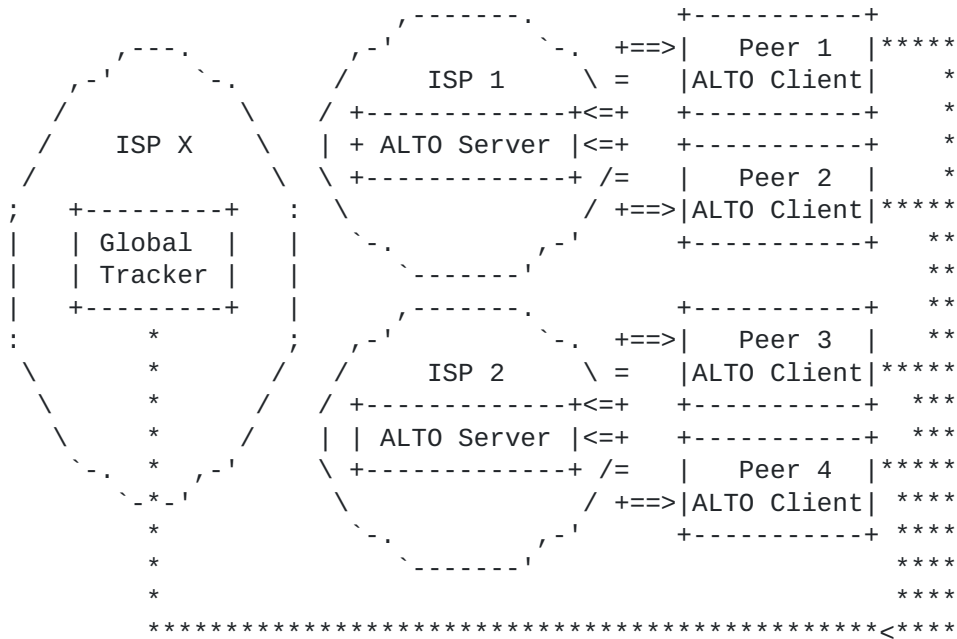 ,-------.         +-----------+
       ,---.          ,-'         `-.  +==>|   Peer 1  |*****
    ,-'     `-.      /     ISP 1     \ =   |ALTO Client|    *
   /           \    / +-------------+<=+   +-----------+    *
  /    ISP X    \   | + ALTO Server |<=+   +-----------+    *
 /               \  \ +-------------+ /=   |   Peer 2  |    *
;   +---------+   :  \               / +==>|ALTO Client|*****
|   | Global  |   |   `-.         ,-'      +-----------+   **
|   | Tracker |   |      `-------'                         **
|   +---------+   |      ,-------.         +-----------+   **
:        *        ;   ,-'         `-.  +==>|   Peer 3  |   **
 \       *       /   /     ISP 2     \ =   |ALTO Client|*****
  \      *      /   / +-------------+<=+   +-----------+  ***
   \     *     /    | | ALTO Server |<=+   +-----------+  ***
    `-.  *  ,-'     \ +-------------+ /=   |   Peer 4  |*****
       `-*-'         \               / +==>|ALTO Client| ****
         *            `-.         ,-'      +-----------+ ****
         *               `-------'                       ****
         *                                               ****
         ***********************************************<****